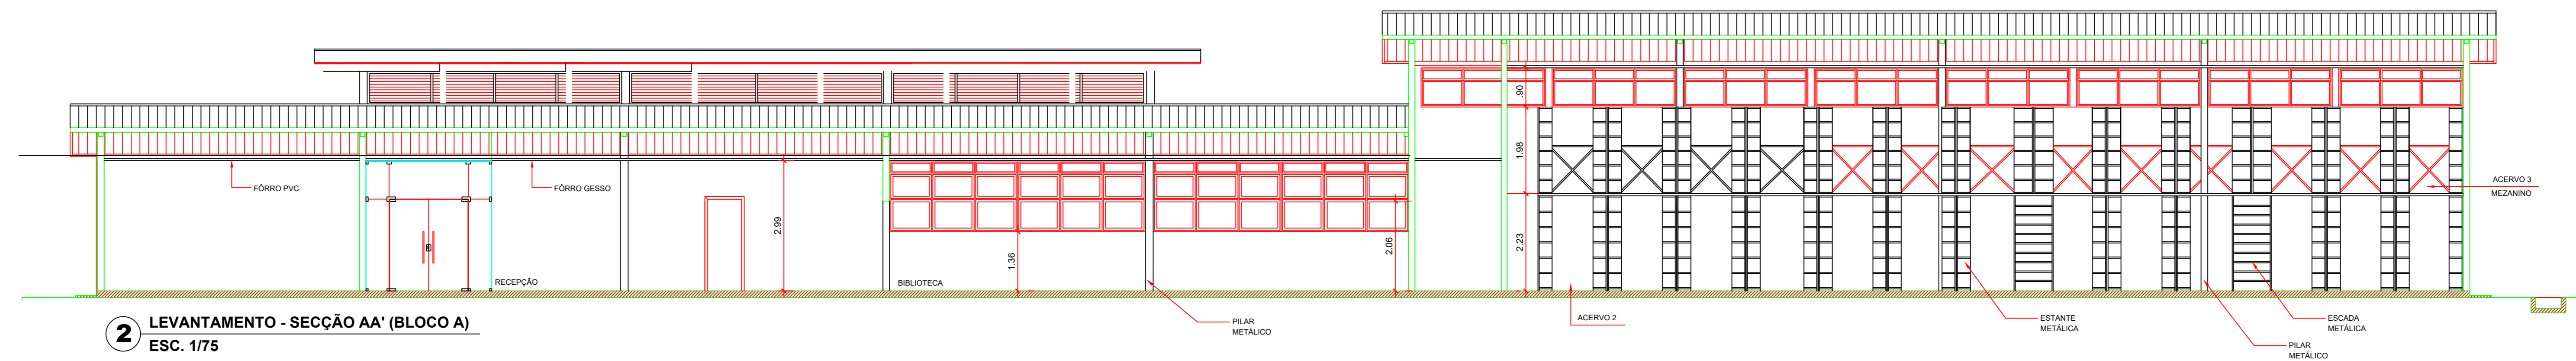 .90
1.98
ACERVO 3
FÔRRO PVC
FÔRRO GESSO
MEZANINO
2.99
2.06
2.23
1.36
RECEPÇÃO
BIBLIOTECA
PILAR
METÁLICO
ACERVO 2
ESTANTE
METÁLICA
ESCADA
METÁLICA
PILAR
METÁLICO
2
LEVANTAMENTO - SECÇÃO AA' (BLOCO A)
ESC. 1/75